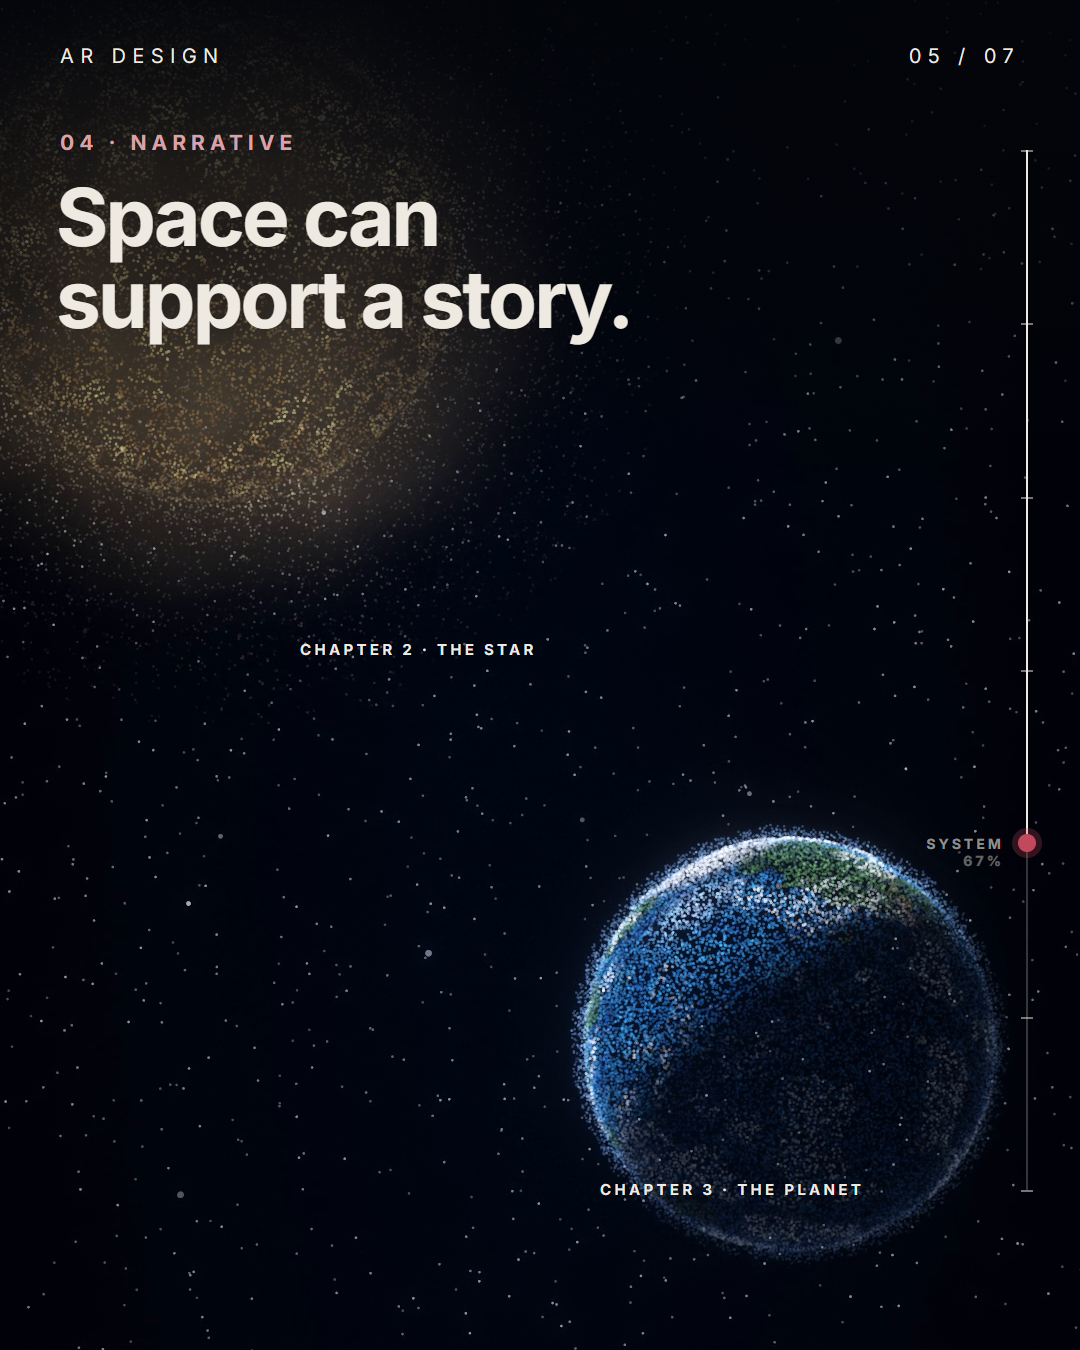 AR DESIGN
05 / 07
04 · NARRATIVE
Space can
support a story.
CHAPTER 2 · THE STAR
SYSTEM
67%
CHAPTER 3 · THE PLANET